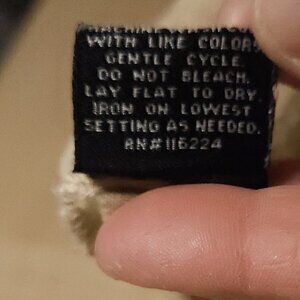 WITH LIKE COLORS
GENTLE CYCLE.
DO NOT BLEACH.
LAY FLAT TO DRY.
IRON ON LOWEST
SETTING AS NEEDED.
RN#116224